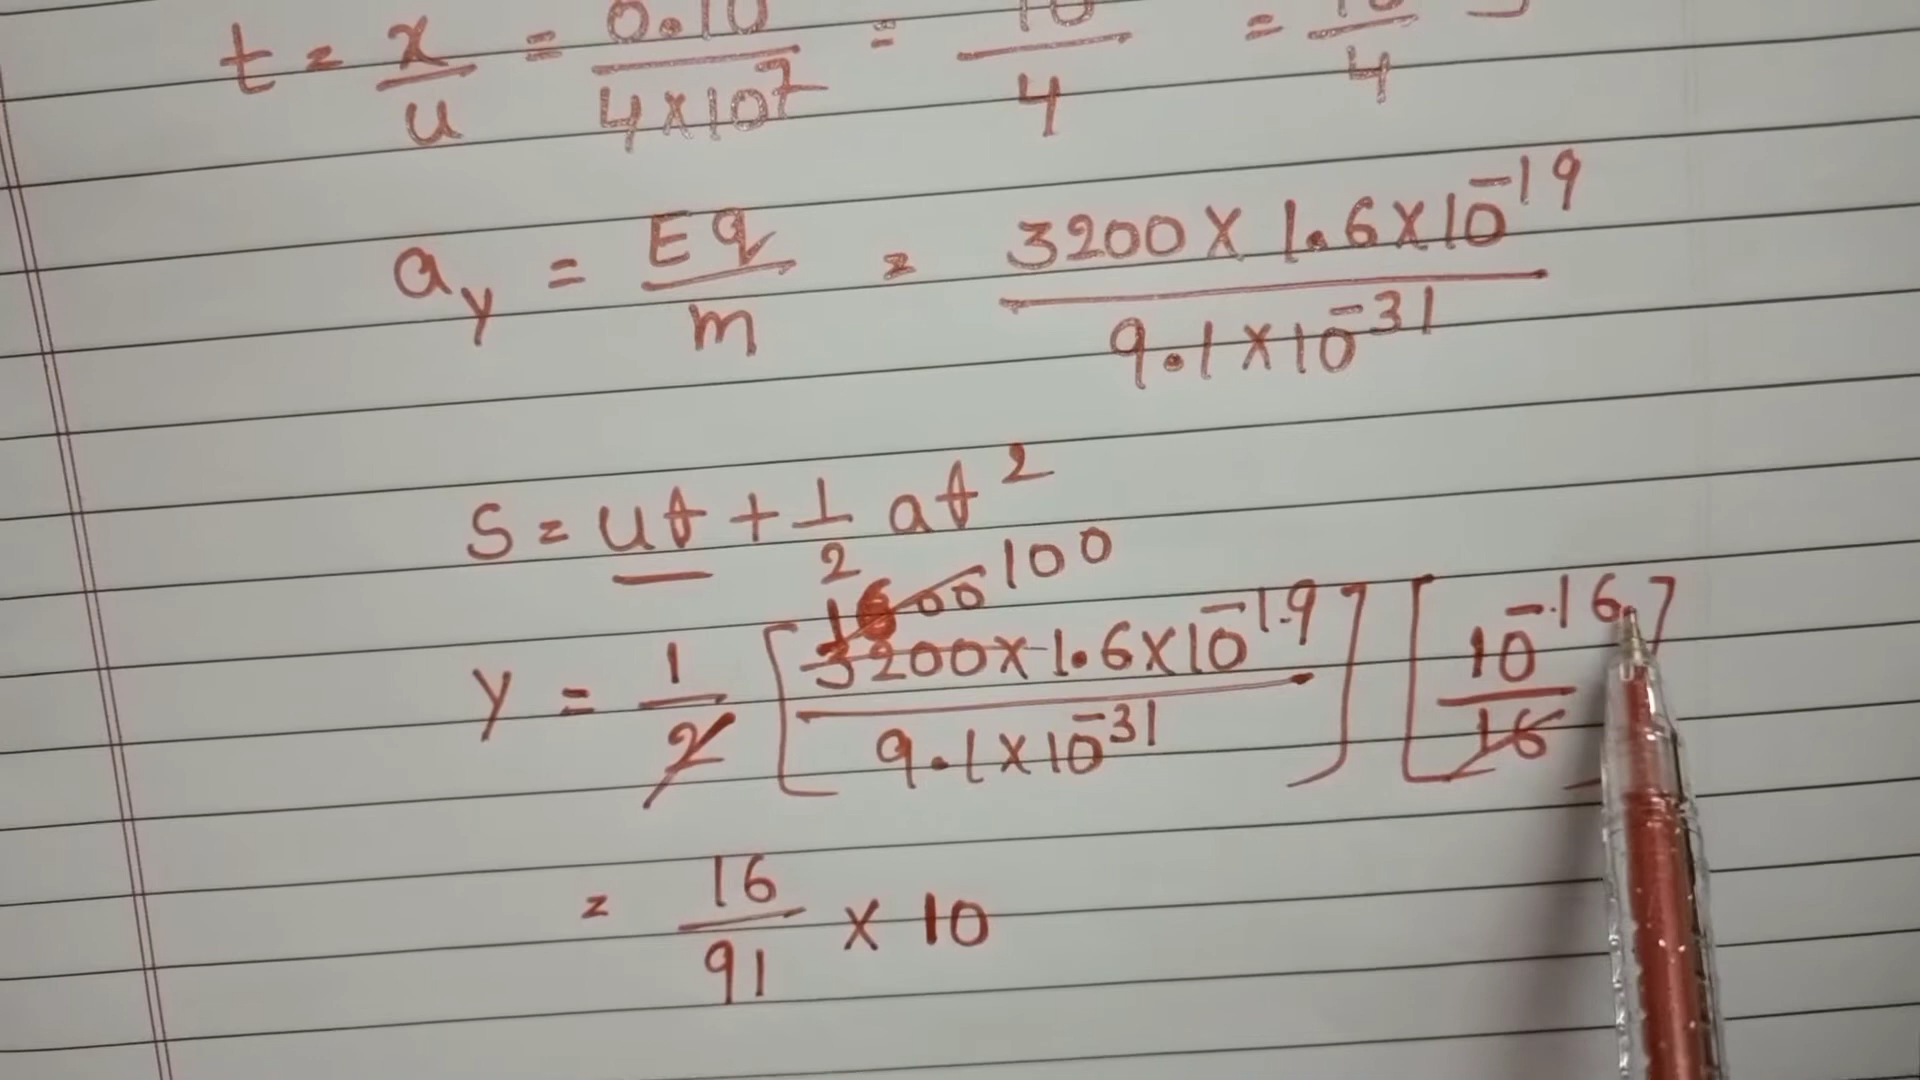 t = x/u = 0.10/4×10⁷ = 10/4 = /4
a_y = Eq/m = 3200 × 1.6×10⁻¹⁹/9.1×10⁻³¹
S = ut + 1/2 at²
1600 100
y = 1/2 [3200×1.6×10⁻¹⁹/9.1×10⁻³¹] [10⁻¹⁶/16]
= 16/91 × 10